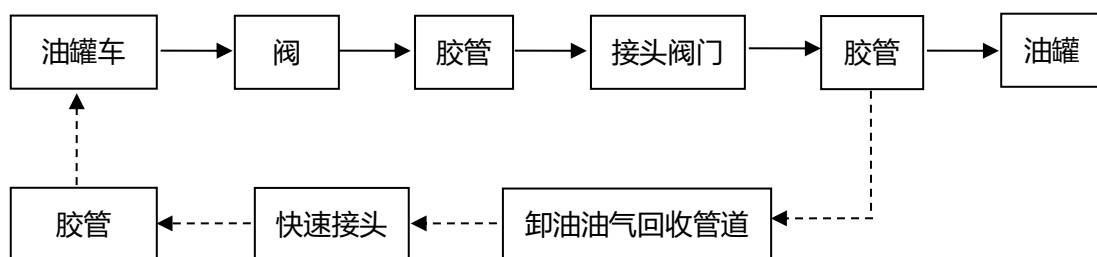 油罐车
阀
胶管
接头阀门
胶管
油罐
胶管
快速接头
卸油油气回收管道